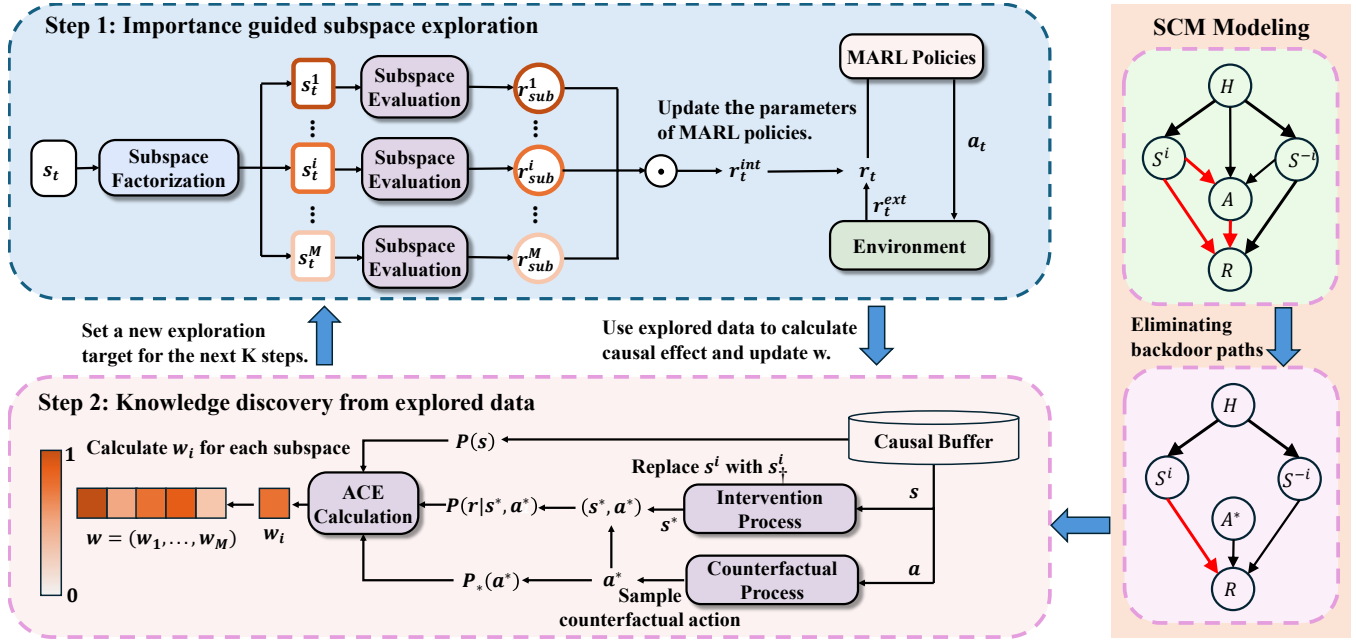 Step 1: Importance guided subspace exploration
s_t
Subspace
Factorization
s_t^1
Subspace
Evaluation
r_sub^1
s_t^i
Subspace
Evaluation
r_sub^i
s_t^M
Subspace
Evaluation
r_sub^M
r_t^int
Update the parameters
of MARL policies.
MARL Policies
a_t
r_t
r_t^ext
Environment
Set a new exploration
target for the next K steps.
Use explored data to calculate
causal effect and update w.
Step 2: Knowledge discovery from explored data
1
0
Calculate w_i for each subspace
w = (w_1, ..., w_M)
w_i
ACE
Calculation
P(s)
P(r|s*, a*)
P_*(a*)
(s*, a*)
a*
s*
Replace s^i with s_†^i
Intervention
Process
Counterfactual
Process
Sample
counterfactual action
Causal Buffer
s
a
SCM Modeling
H
S^i
S^-i
A
R
Eliminating
backdoor paths
H
S^i
S^-i
A*
R